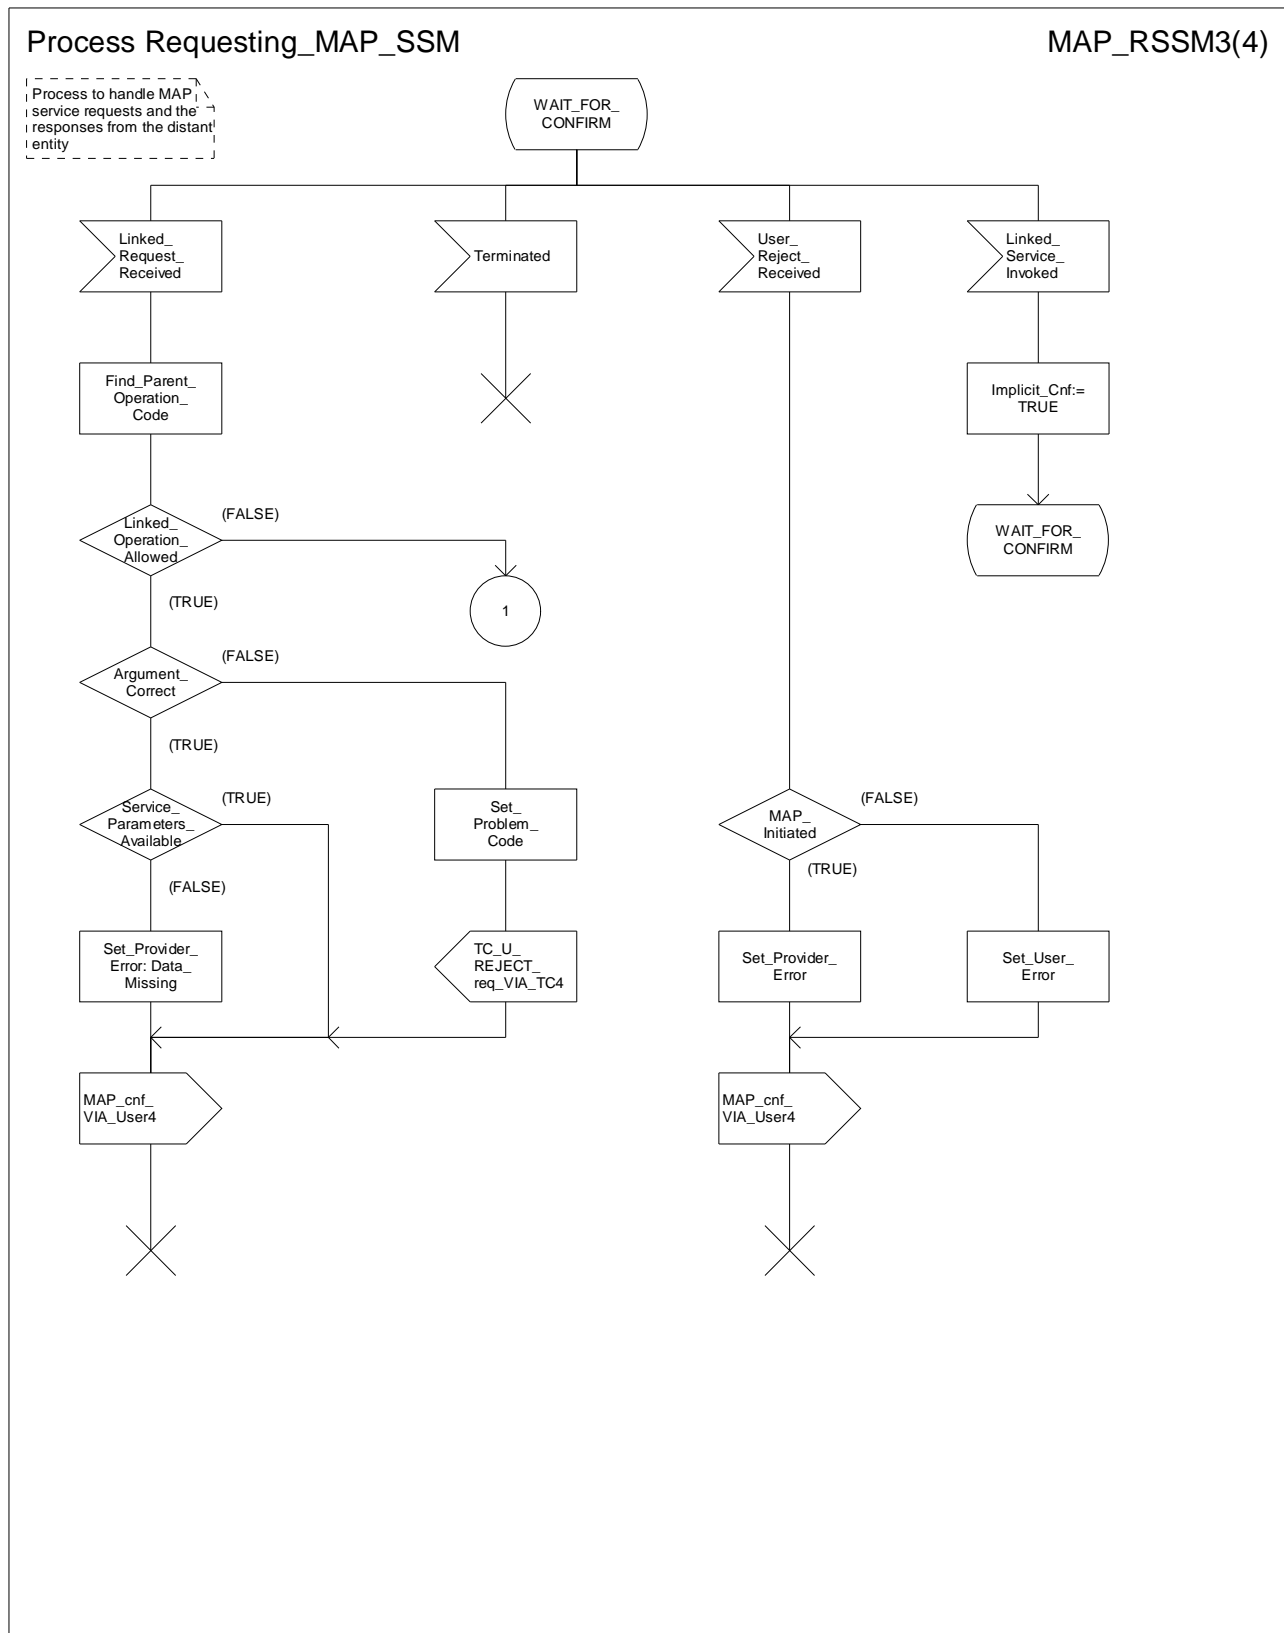 Process Requesting_MAP_SSM
MAP_RSSM3(4)
Process to handle MAP
service requests and the
responses from the distant
entity
WAIT_FOR_
CONFIRM
Linked_
Request_
Received
Terminated
User_
Reject_
Received
Linked_
Service_
Invoked
Find_Parent_
Operation_
Code
Implicit_Cnf:=
TRUE
Linked_
Operation_
Allowed
(FALSE)
WAIT_FOR_
CONFIRM
(TRUE)
1
Argument_
Correct
(FALSE)
(TRUE)
Service_
Parameters_
Available
(TRUE)
Set_
Problem_
Code
MAP_
Initiated
(FALSE)
(FALSE)
(TRUE)
Set_Provider_
Error: Data_
Missing
TC_U_
REJECT_
req_VIA_TC4
Set_Provider_
Error
Set_User_
Error
MAP_cnf_
VIA_User4
MAP_cnf_
VIA_User4